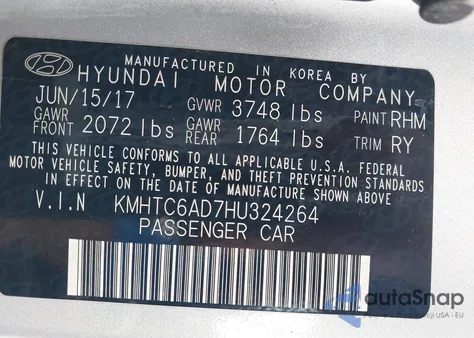 MANUFACTURED IN KOREA BY
HYUNDAI MOTOR COMPANY
JUN/15/17 GVWR 3748 lbs PAINT RHM
GAWR FRONT 2072 lbs GAWR REAR 1764 lbs TRIM RY
THIS VEHICLE CONFORMS TO ALL APPLICABLE U.S.A. FEDERAL
MOTOR VEHICLE SAFETY, BUMPER, AND THEFT PREVENTION STANDARDS
IN EFFECT ON THE DATE OF MANUFACTURE SHOWN ABOVE.
V.I.N KMHTC6AD7HU324264
PASSENGER CAR
autoSnap
USA i EU